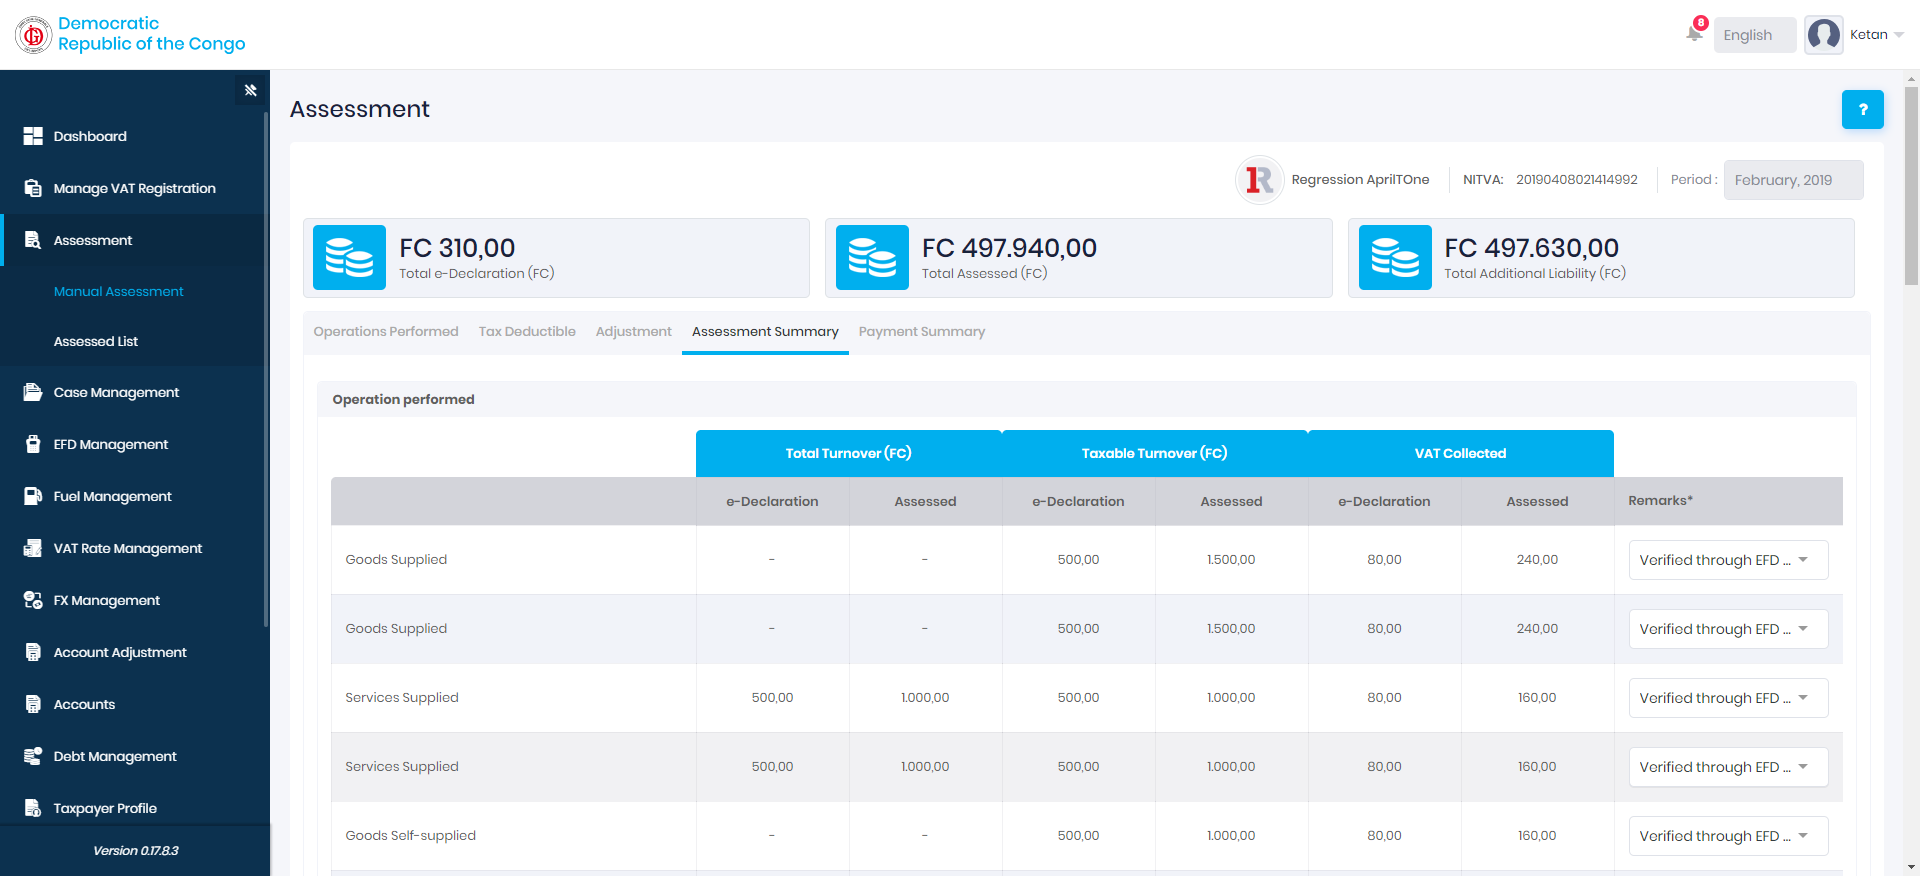 Democratic
Republic of the Congo
8
English
Ketan
Assessment
?
Dashboard
Manage VAT Registration
Assessment
Manual Assessment
Assessed List
Case Management
EFD Management
Fuel Management
VAT Rate Management
FX Management
Account Adjustment
Accounts
Debt Management
Taxpayer Profile
Version 0.17.8.3
1R Regression AprilTOne NITVA: 20190408021414992 Period : February, 2019
FC 310,00
Total e-Declaration (FC)
FC 497.940,00
Total Assessed (FC)
FC 497.630,00
Total Additional Liability (FC)
Operations Performed Tax Deductible Adjustment Assessment Summary Payment Summary
Operation performed
Total Turnover (FC) Taxable Turnover (FC) VAT Collected
e-Declaration Assessed e-Declaration Assessed e-Declaration Assessed Remarks*
Goods Supplied - - 500,00 1.500,00 80,00 240,00 Verified through EFD ...
Goods Supplied - - 500,00 1.500,00 80,00 240,00 Verified through EFD ...
Services Supplied 500,00 1.000,00 500,00 1.000,00 80,00 160,00 Verified through EFD ...
Services Supplied 500,00 1.000,00 500,00 1.000,00 80,00 160,00 Verified through EFD ...
Goods Self-supplied - - 500,00 1.000,00 80,00 160,00 Verified through EFD ...